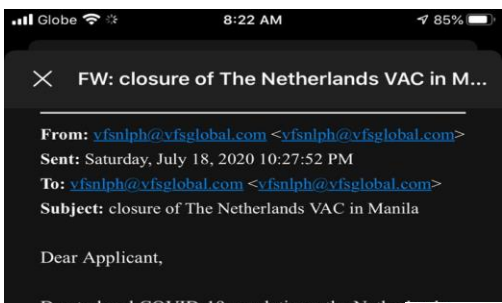 Globe 8:22 AM 85%
FW: closure of The Netherlands VAC in M...
From: vfsnlph@vfsglobal.com <vfsnlph@vfsglobal.com>
Sent: Saturday, July 18, 2020 10:27:52 PM
To: vfsnlph@vfsglobal.com <vfsnlph@vfsglobal.com>
Subject: closure of The Netherlands VAC in Manila
Dear Applicant,